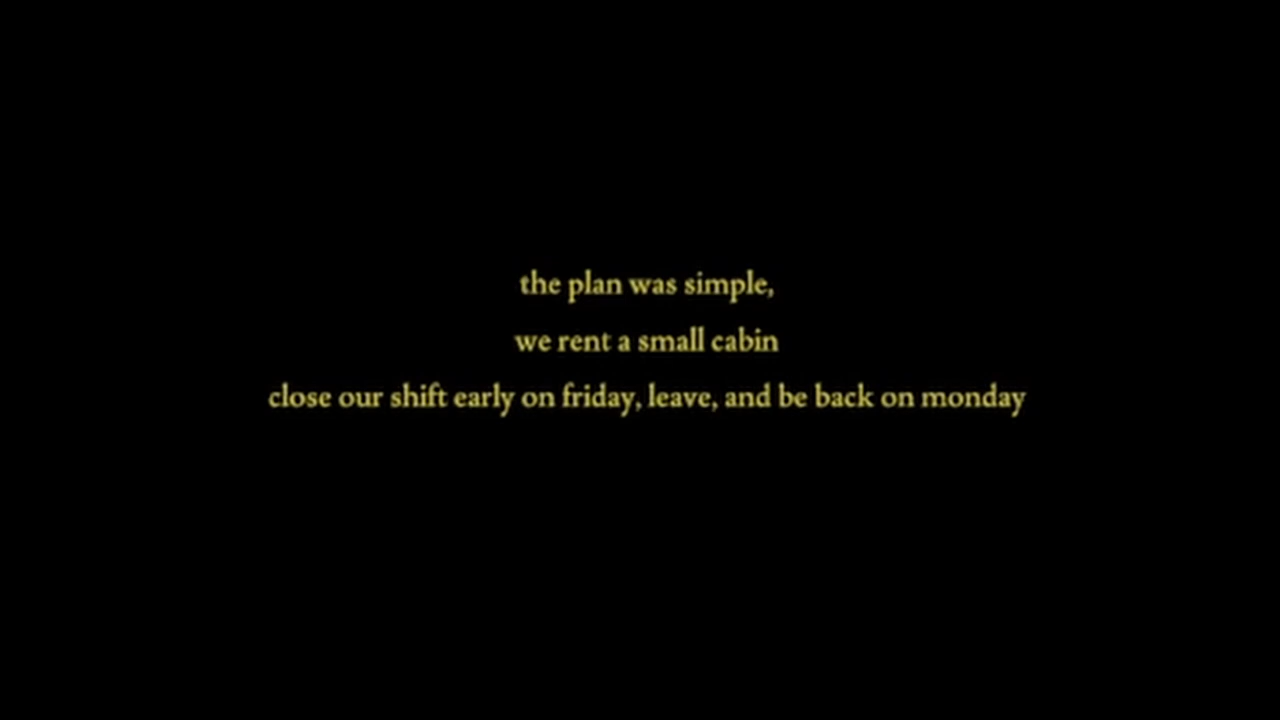 the plan was simple,
we rent a small cabin
close our shift early on friday, leave, and be back on monday